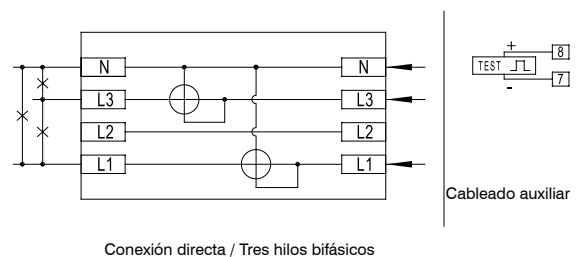 N N
L3 L3
L2 L2
L1 L1
+
TEST
-
8
7
Cableado auxiliar
Conexión directa / Tres hilos bifásicos